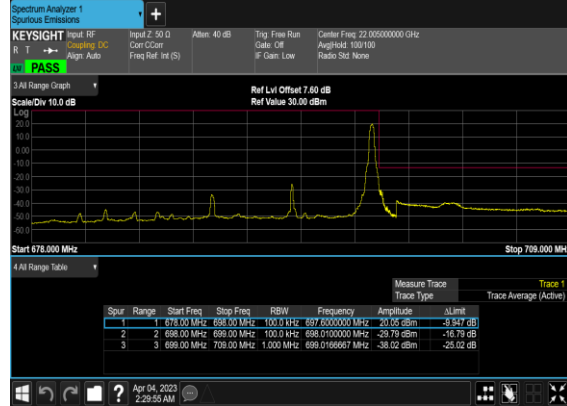 Spectrum Analyzer 1
Spurious Emissions
+
KEYSIGHT Input: RF Input Z: 50 Ω Atten: 40 dB Trig: Free Run Center Freq: 22.005000000 GHz
R T Coupling: DC Corr CCorr Gate: Off Avg|Hold: 100/100
Align: Auto Freq Ref: Int (S) IF Gain: Low Radio Std: None
PASS
3 All Range Graph
Ref Lvl Offset 7.60 dB
Scale/Div 10.0 dB Ref Value 30.00 dBm
Log
20.0
10.0
0.00
-10.0
-20.0
-30.0
-40.0
-50.0
-60.0
Start 678.000 MHz Stop 709.000 MH
4 All Range Table
Measure Trace Trace 1
Trace Type Trace Average (Active)
Spur Range Start Freq Stop Freq RBW Frequency Amplitude ΔLimit
1 1 678.00 MHz 698.00 MHz 100.0 kHz 697.6000000 MHz 20.05 dBm -9.947 dB
2 2 698.00 MHz 699.00 MHz 100.0 kHz 698.0100000 MHz -29.79 dBm -16.79 dB
3 3 699.00 MHz 709.00 MHz 1.000 MHz 699.0166667 MHz -38.02 dBm -25.02 dB
? Apr 04, 2023
2:29:55 AM